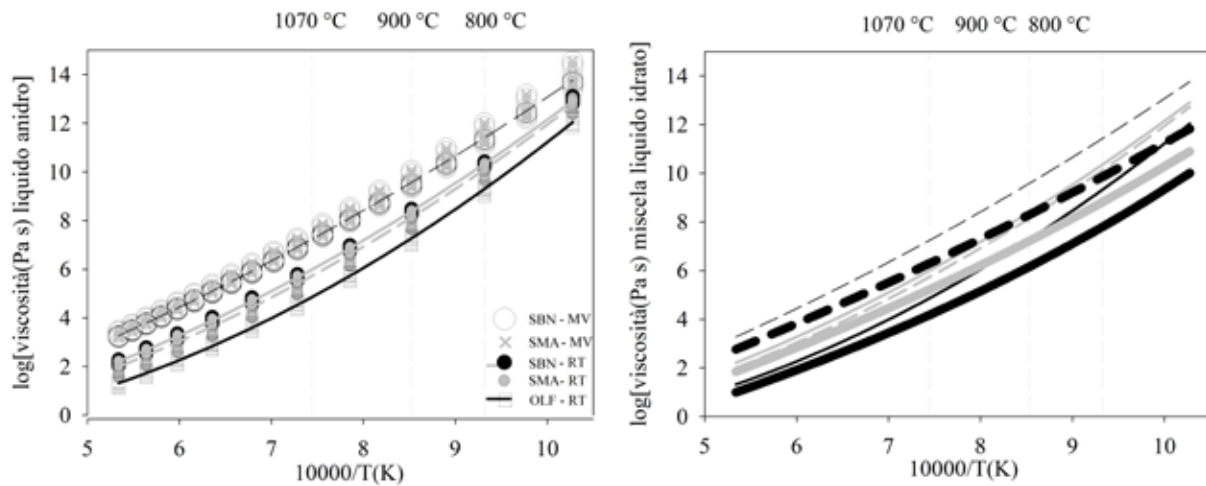 1070 °C 900 °C 800 °C
log[viscosità(Pa s) liquido anidro]
14
12
10
8
6
4
2
0
SBN - MV
SMA - MV
SBN - RT
SMA- RT
OLF - RT
5 6 7 8 9 10
10000/T(K)
1070 °C 900 °C 800 °C
log[viscosità(Pa s) miscela liquido idrato]
14
12
10
8
6
4
2
0
5 6 7 8 9 10
10000/T(K)